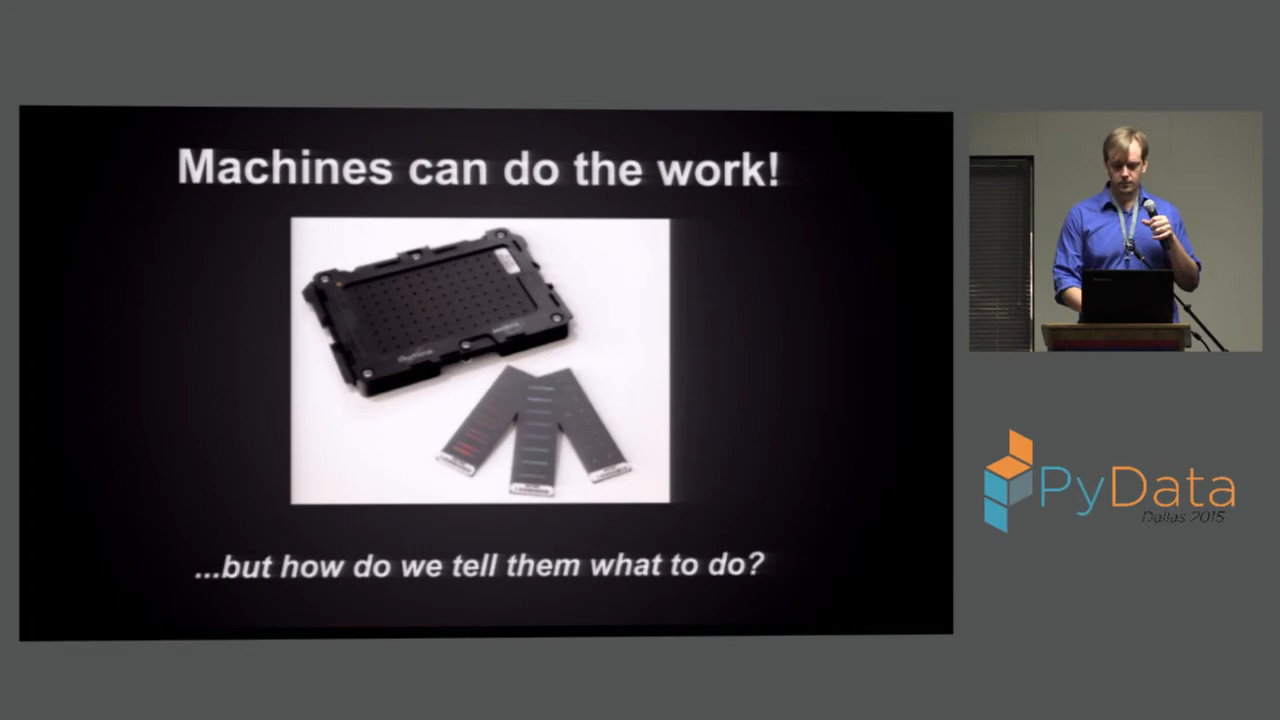 Machines can do the work!
...but how do we tell them what to do?
PyData
Dallas 2015